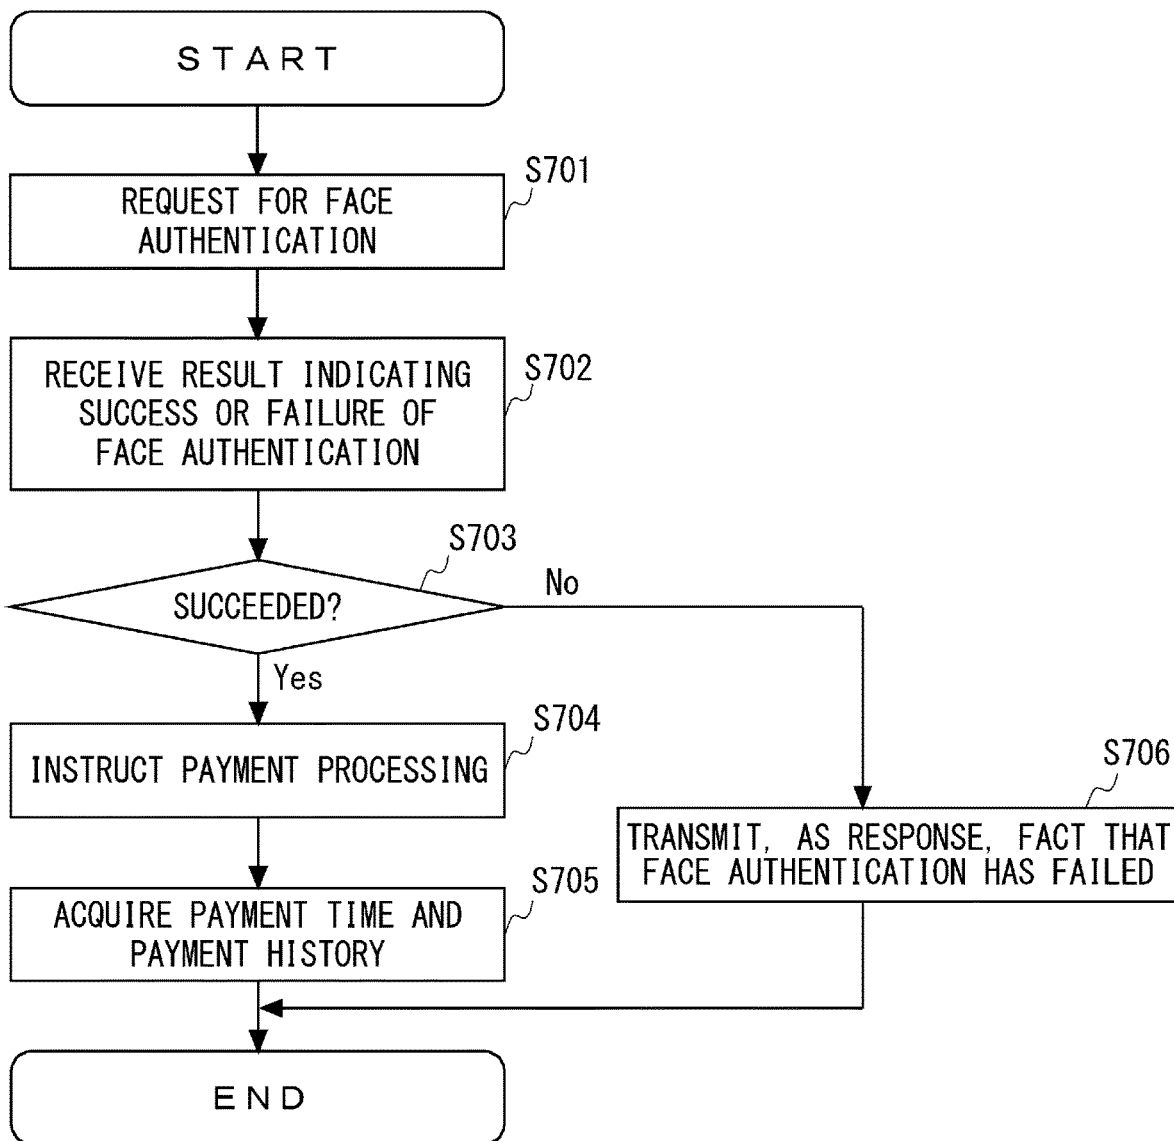 START
S701
REQUEST FOR FACE
AUTHENTICATION
S702
RECEIVE RESULT INDICATING
SUCCESS OR FAILURE OF
FACE AUTHENTICATION
S703
SUCCEEDED?
No
Yes
S704
INSTRUCT PAYMENT PROCESSING
S706
TRANSMIT, AS RESPONSE, FACT THAT
FACE AUTHENTICATION HAS FAILED
S705
ACQUIRE PAYMENT TIME AND
PAYMENT HISTORY
END